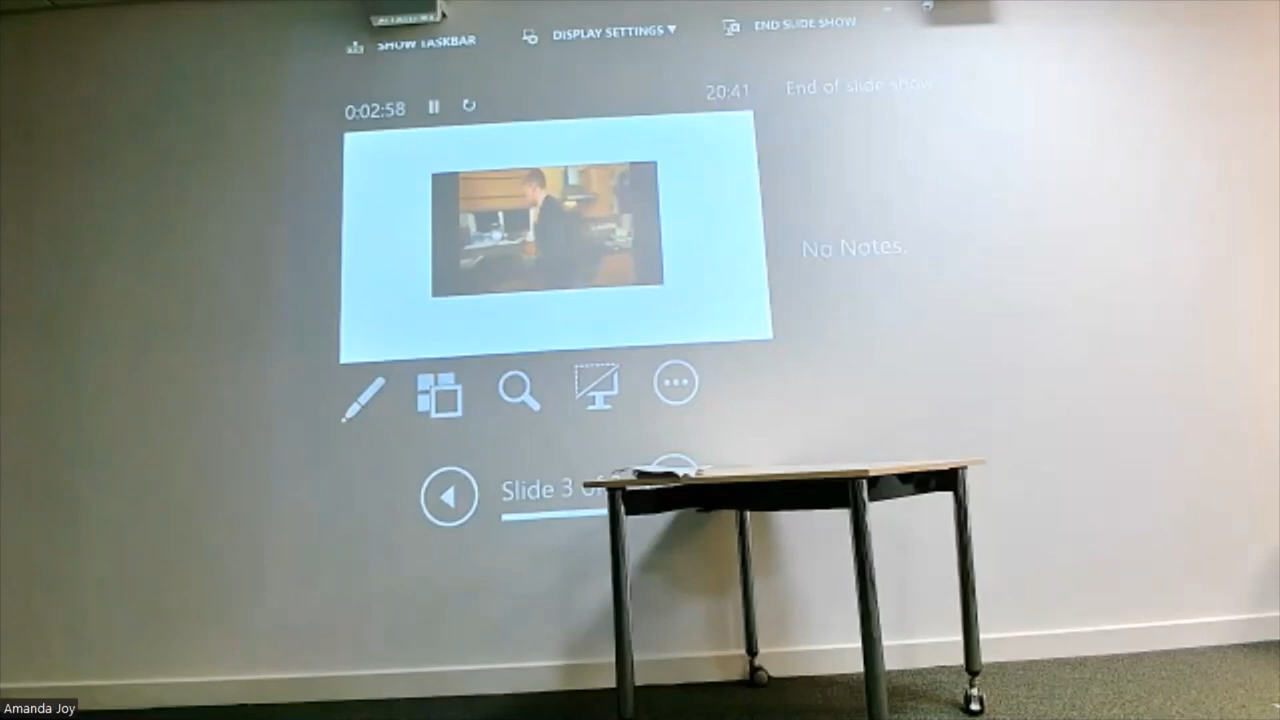 SHOW TASKBAR
DISPLAY SETTINGS ▼
END SLIDE SHOW
0:02:58
20:41
End of slide show
No Notes.
Slide 3 of
Amanda Joy